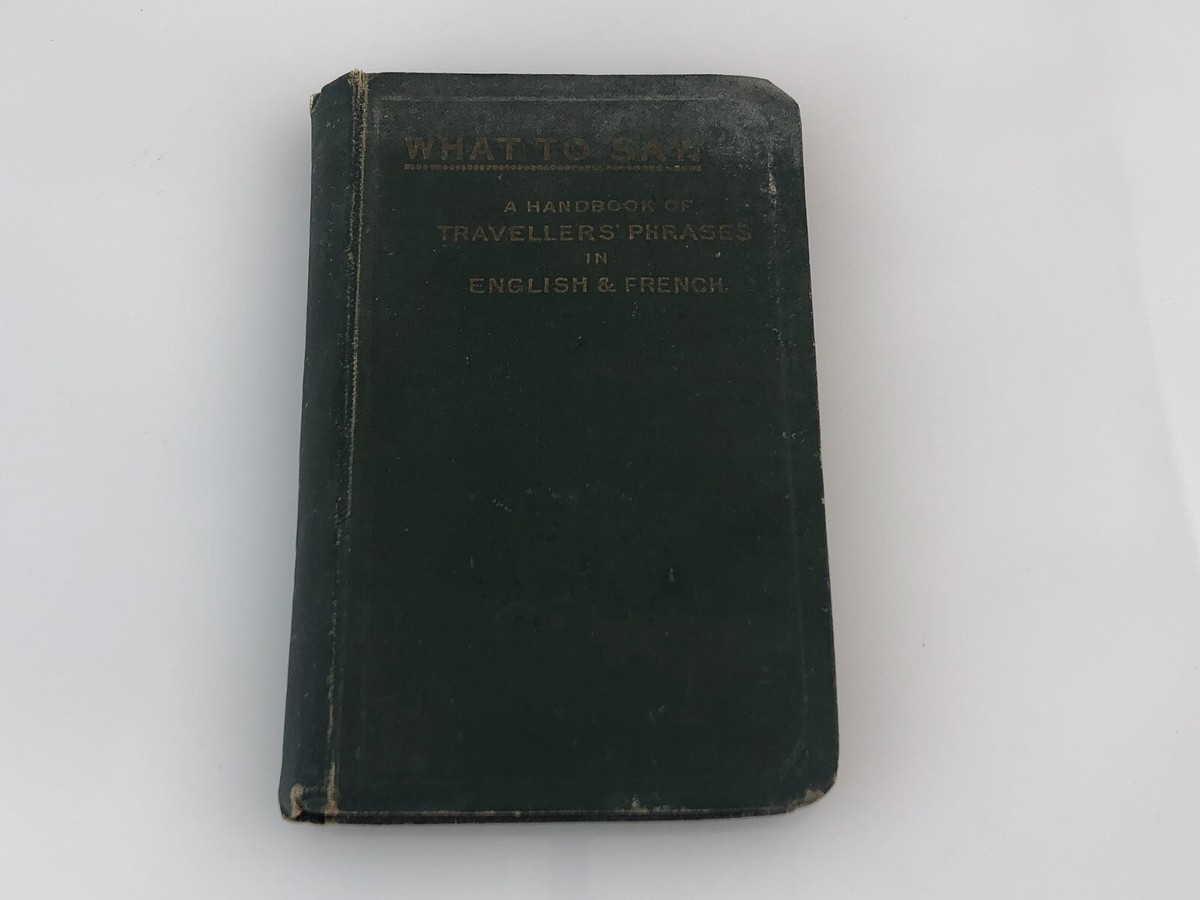 WHAT TO SAY
A HANDBOOK OF
TRAVELLERS' PHRASES
IN
ENGLISH & FRENCH